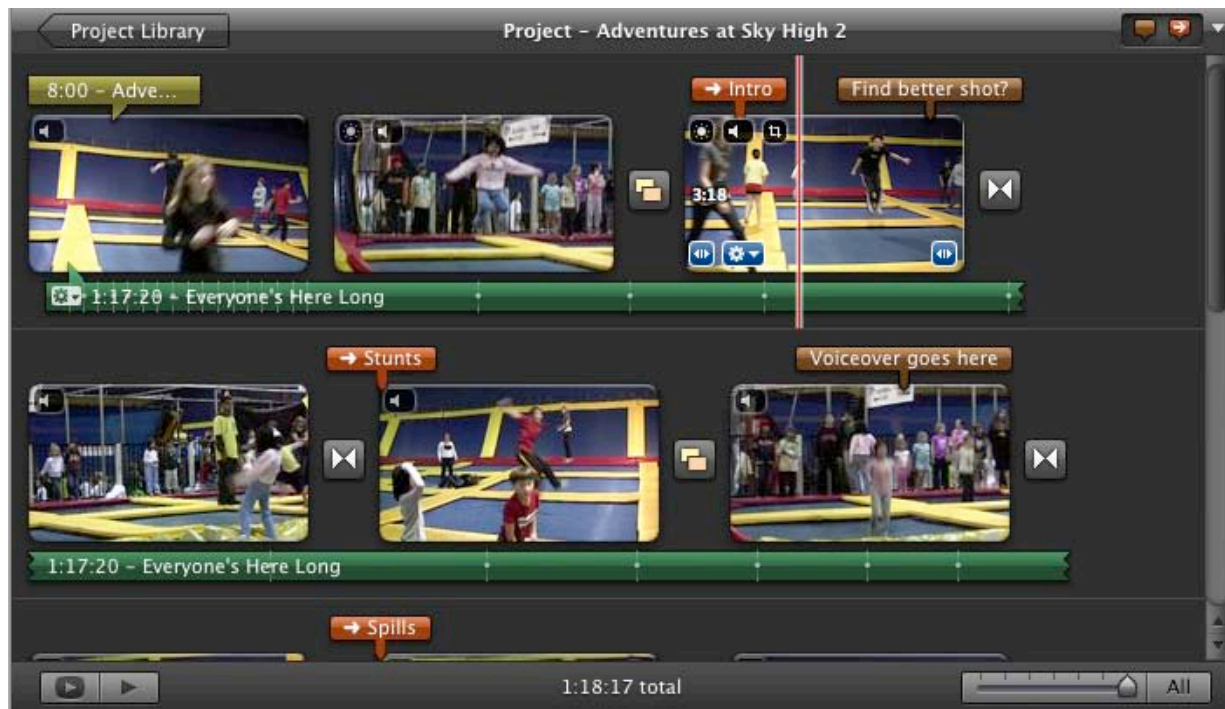 Project Library
Project – Adventures at Sky High 2
8:00 – Adve...
→ Intro
Find better shot?
3:18
1:17:20 – Everyone's Here Long
→ Stunts
Voiceover goes here
1:17:20 – Everyone's Here Long
→ Spills
1:18:17 total
All